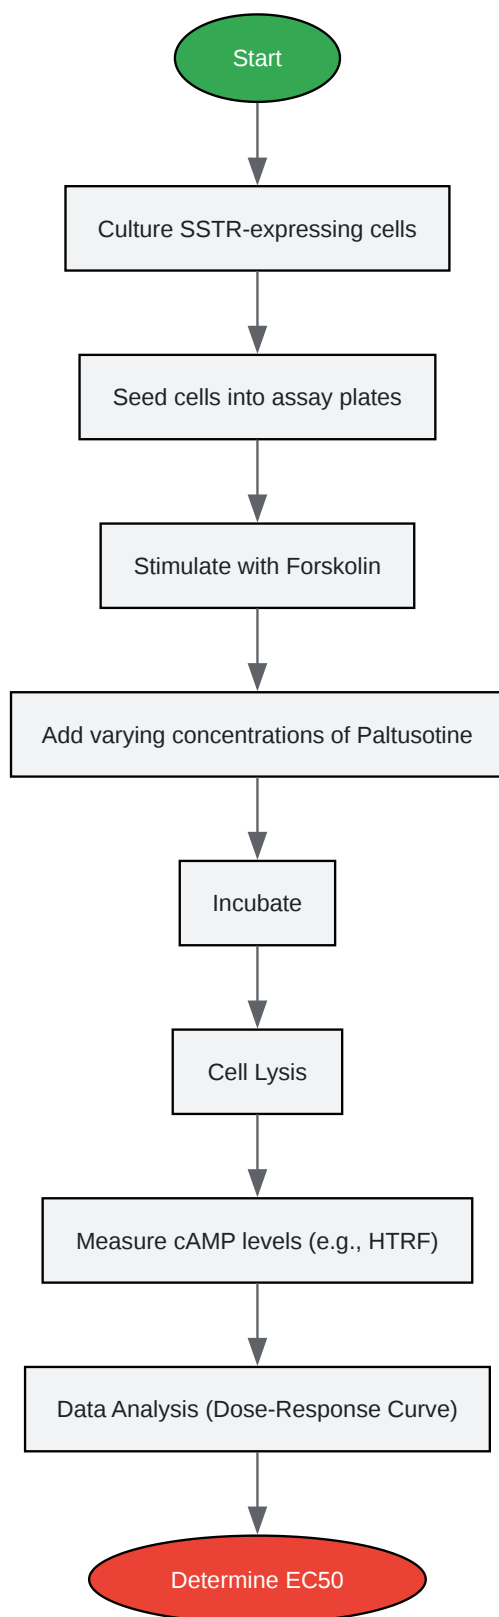 Start
Culture SSTR-expressing cells
Seed cells into assay plates
Stimulate with Forskolin
Add varying concentrations of Paltusotine
Incubate
Cell Lysis
Measure cAMP levels (e.g., HTRF)
Data Analysis (Dose-Response Curve)
Determine EC50